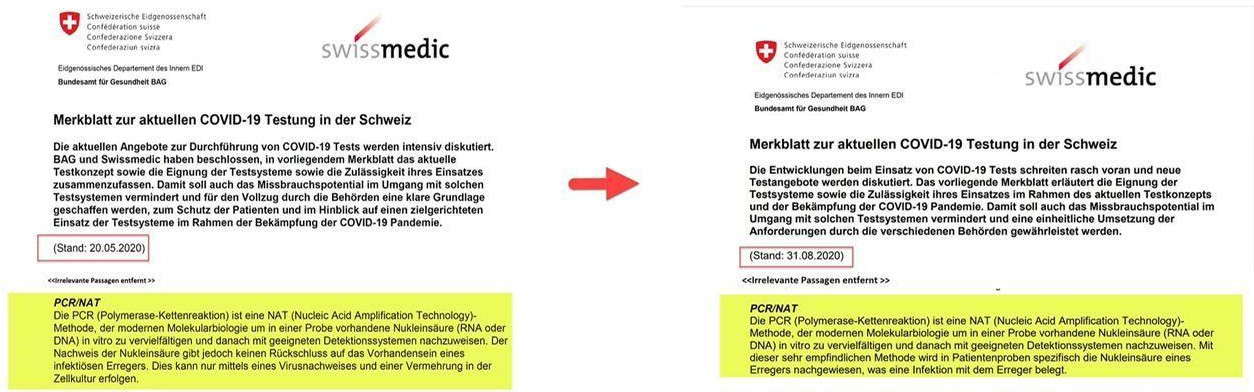 Schweizerische Eidgenossenschaft
Confédération suisse
Confederazione Svizzera
Confederaziun svizra
swissmedic
Eidgenössisches Departement des Innern EDI
Bundesamt für Gesundheit BAG
Merkblatt zur aktuellen COVID-19 Testung in der Schweiz
Die aktuellen Angebote zur Durchführung von COVID-19 Tests werden intensiv diskutiert.
BAG und Swissmedic haben beschlossen, in vorliegendem Merkblatt das aktuelle
Testkonzept sowie die Eignung der Testsysteme sowie die Zulässigkeit ihres Einsatzes
zusammenzufassen. Damit soll auch das Missbrauchspotential im Umgang mit solchen
Testsystemen vermindert und für den Vollzug durch die Behörden eine klare Grundlage
geschaffen werden, zum Schutz der Patienten und im Hinblick auf einen zielgerichteten
Einsatz der Testsysteme im Rahmen der Bekämpfung der COVID-19 Pandemie.
(Stand: 20.05.2020)
<<Irrelevante Passagen entfernt >>
PCR/NAT
Die PCR (Polymerase-Kettenreaktion) ist eine NAT (Nucleic Acid Amplification Technology)-
Methode, der modernen Molekularbiologie um in einer Probe vorhandene Nukleinsäure (RNA oder
DNA) in vitro zu vervielfältigen und danach mit geeigneten Detektionssystemen nachzuweisen. Der
Nachweis der Nukleinsäure gibt jedoch keinen Rückschluss auf das Vorhandensein eines
infektiösen Erregers. Dies kann nur mittels eines Virusnachweises und einer Vermehrung in der
Zellkultur erfolgen.
Schweizerische Eidgenossenschaft
Confédération suisse
Confederazione Svizzera
Confederaziun svizra
swissmedic
Eidgenössisches Departement des Innern EDI
Bundesamt für Gesundheit BAG
Merkblatt zur aktuellen COVID-19 Testung in der Schweiz
Die Entwicklungen beim Einsatz von COVID-19 Tests schreiten rasch voran und neue
Testangebote werden diskutiert. Das vorliegende Merkblatt erläutert die Eignung der
Testsysteme sowie die Zulässigkeit ihres Einsatzes im Rahmen des aktuellen Testkonzepts
und der Bekämpfung der COVID-19 Pandemie. Damit soll auch das Missbrauchspotential im
Umgang mit solchen Testsystemen vermindert und eine einheitliche Umsetzung der
Anforderungen durch die verschiedenen Behörden gewährleistet werden.
(Stand: 31.08.2020)
<<Irrelevante Passagen entfernt >>
PCR/NAT
Die PCR (Polymerase-Kettenreaktion) ist eine NAT (Nucleic Acid Amplification Technology)-
Methode, der modernen Molekularbiologie um in einer Probe vorhandene Nukleinsäure (RNA oder
DNA) in vitro zu vervielfältigen und danach mit geeigneten Detektionssystemen nachzuweisen. Mit
dieser sehr empfindlichen Methode wird in Patientenproben spezifisch die Nukleinsäure eines
Erregers nachgewiesen, was eine Infektion mit dem Erreger belegt.